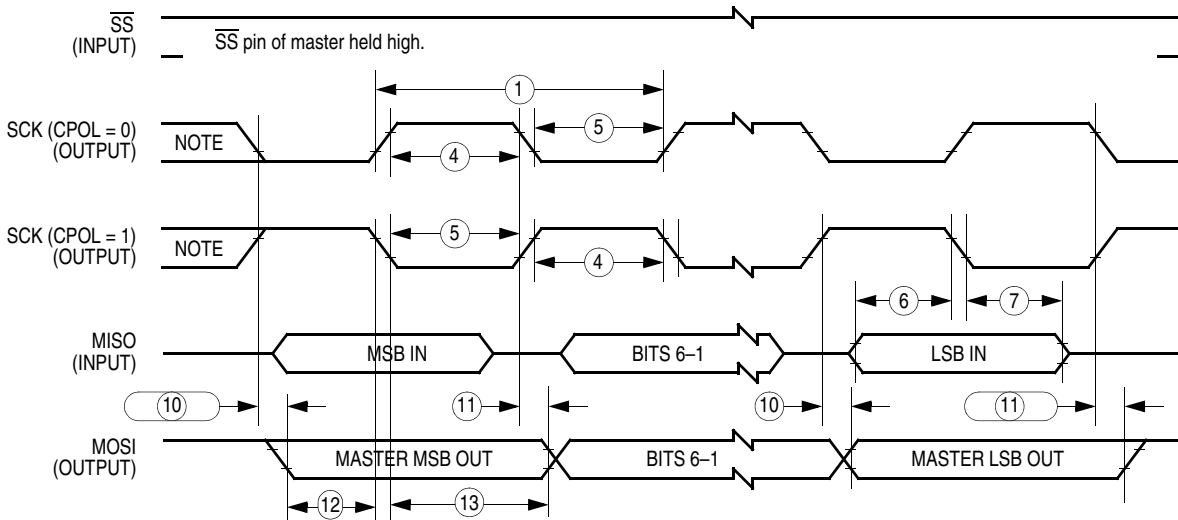 SS
(INPUT)
SS pin of master held high.
1
SCK (CPOL = 0)
(OUTPUT)
NOTE
5
4
SCK (CPOL = 1)
(OUTPUT)
NOTE
5
4
6
7
MISO
(INPUT)
MSB IN
BITS 6–1
LSB IN
10
11
10
11
MOSI
(OUTPUT)
MASTER MSB OUT
BITS 6–1
MASTER LSB OUT
12
13